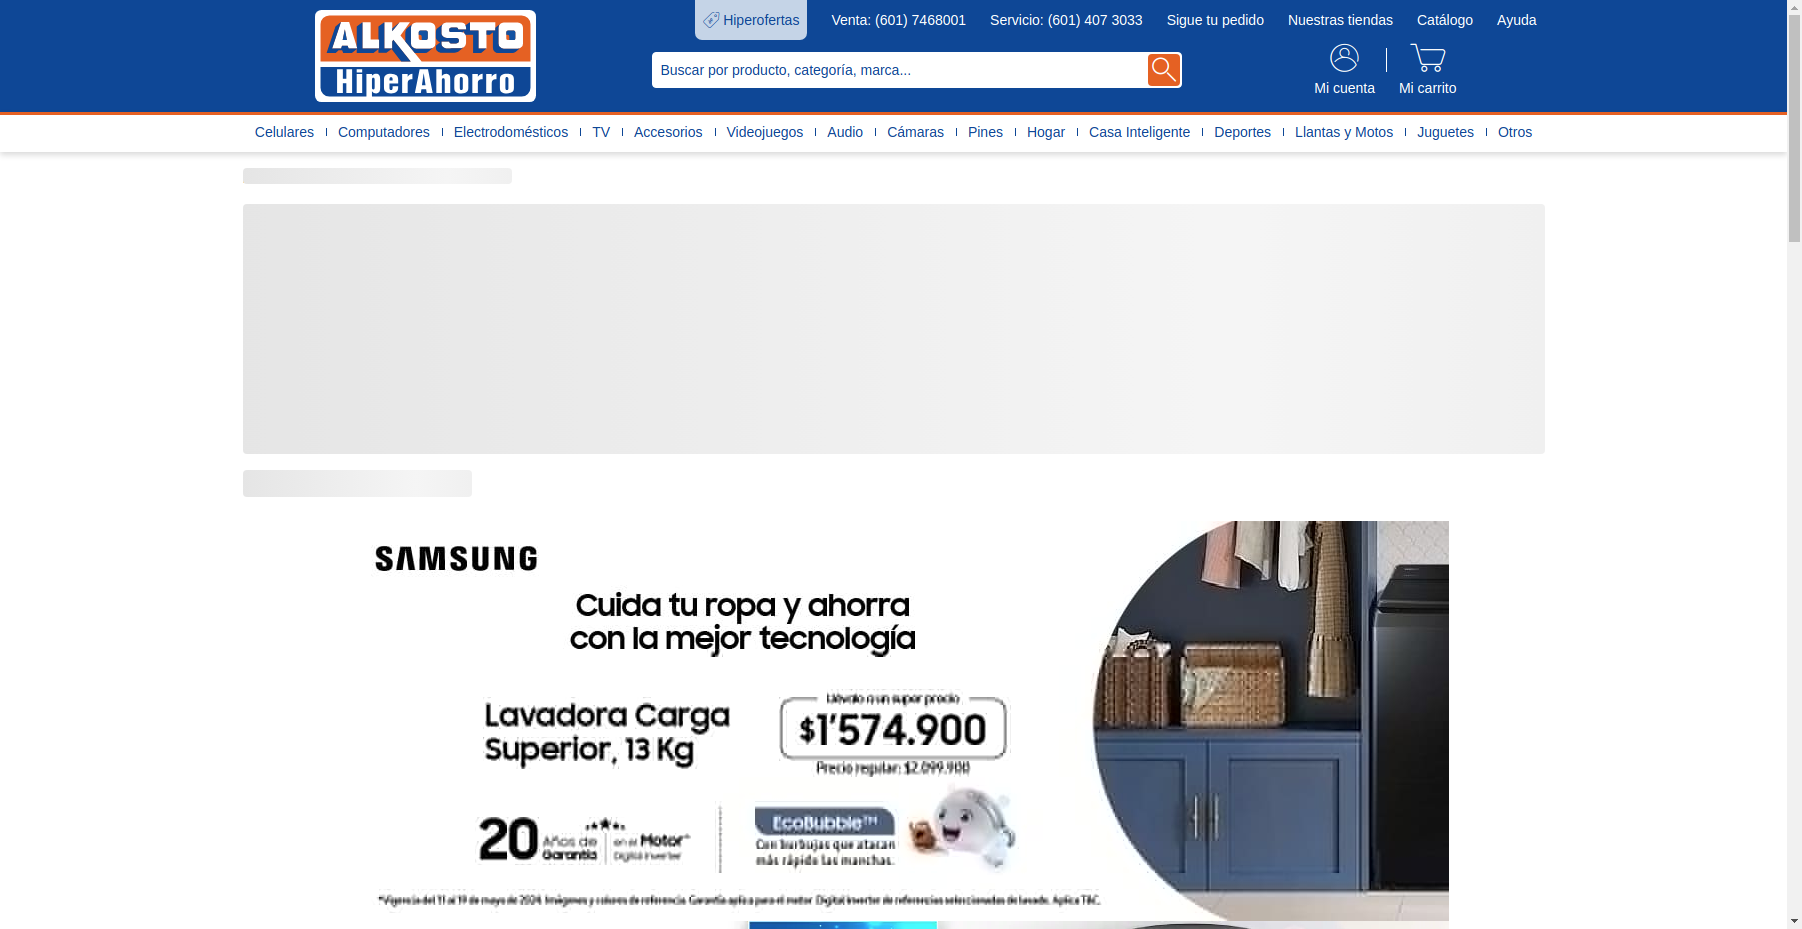 ALKOSTO
HiperAhorro
Hiperofertas
Venta: (601) 7468001
Servicio: (601) 407 3033
Sigue tu pedido
Nuestras tiendas
Catálogo
Ayuda
Buscar por producto, categoría, marca...
Mi cuenta
Mi carrito
Celulares
Computadores
Electrodomésticos
TV
Accesorios
Videojuegos
Audio
Cámaras
Pines
Hogar
Casa Inteligente
Deportes
Llantas y Motos
Juguetes
Otros
SAMSUNG
Cuida tu ropa y ahorra
con la mejor tecnología
Lavadora Carga
Superior, 13 Kg
Llévalo a un super precio
$1'574.900
Precio regular: $2.099.900
20 Años de Garantía
en el Motor
Digital Inverter
EcoBubble™
Con burbujas que atacan
más rápido las manchas.
*Vigencia del 11 al 19 de mayo de 2024. Imágenes y colores de referencia. Garantía aplica para el motor Digital Inverter de referencias seleccionadas de lavado. Aplica T&C.